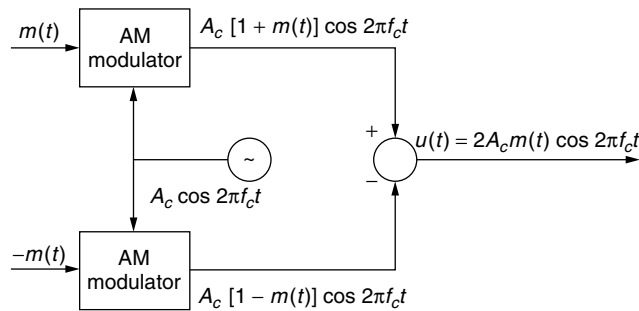 m(t)
AM
modulator
A_c [1 + m(t)] cos 2πf_ct
+
u(t) = 2A_cm(t) cos 2πf_ct
~
−
A_c cos 2πf_ct
−m(t)
AM
modulator
A_c [1 − m(t)] cos 2πf_ct